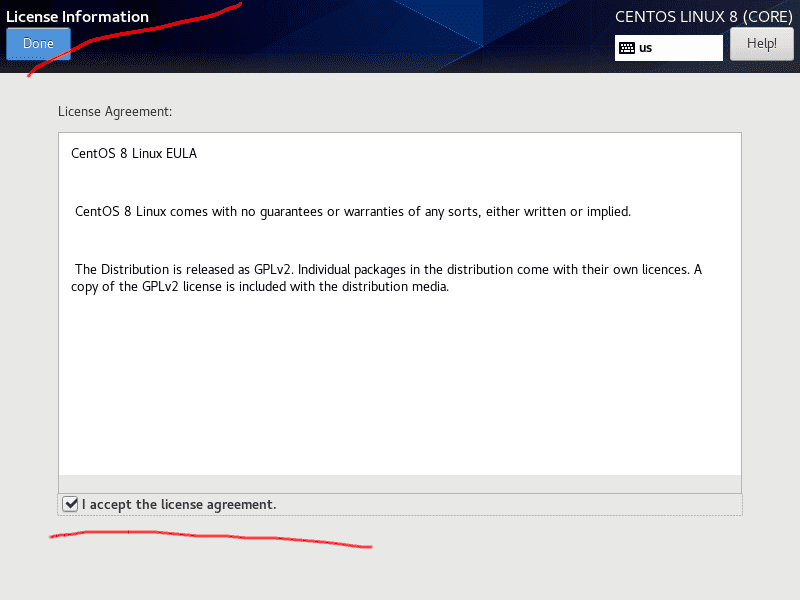 License Information
CENTOS LINUX 8 (CORE)
Done
us
Help!
License Agreement:
CentOS 8 Linux EULA
CentOS 8 Linux comes with no guarantees or warranties of any sorts, either written or implied.
The Distribution is released as GPLv2. Individual packages in the distribution come with their own licences. A
copy of the GPLv2 license is included with the distribution media.
I accept the license agreement.